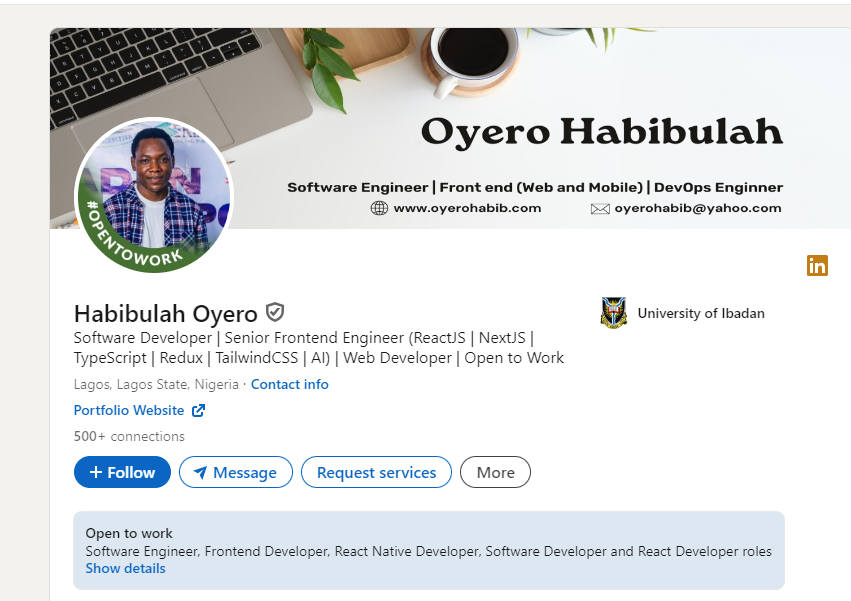 Oyero Habibulah
Software Engineer | Front end (Web and Mobile) | DevOps Enginner
www.oyerohabib.com
oyerohabib@yahoo.com
#OPENTOWORK
in
Habibulah Oyero
University of Ibadan
Software Developer | Senior Frontend Engineer (ReactJS | NextJS |
TypeScript | Redux | TailwindCSS | AI) | Web Developer | Open to Work
Lagos, Lagos State, Nigeria · Contact info
Portfolio Website
500+ connections
+ Follow
Message
Request services
More
Open to work
Software Engineer, Frontend Developer, React Native Developer, Software Developer and React Developer roles
Show details